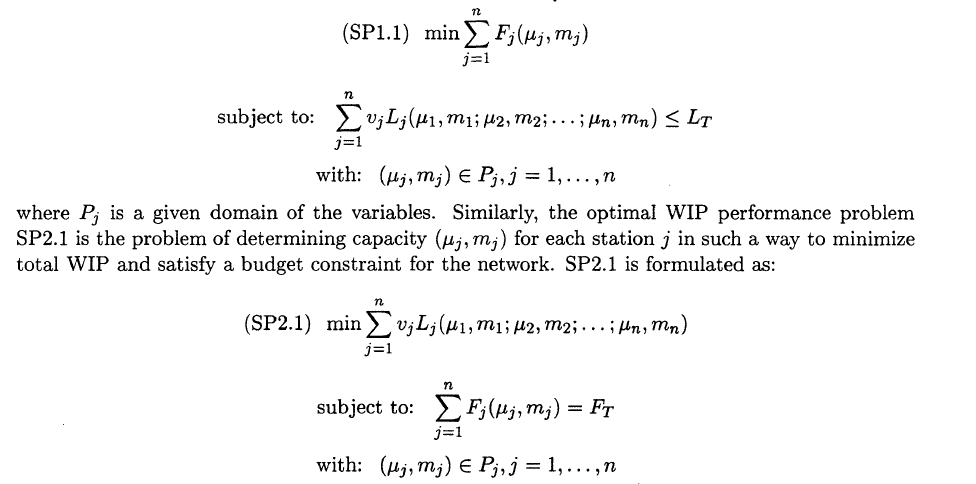 (SP1.1) min ∑_{j=1}^{n} F_j(μ_j, m_j)
subject to: ∑_{j=1}^{n} v_j L_j(μ_1, m_1; μ_2, m_2; . . . ; μ_n, m_n) ≤ L_T
with: (μ_j, m_j) ∈ P_j, j = 1, . . . , n
where P_j is a given domain of the variables. Similarly, the optimal WIP performance problem
SP2.1 is the problem of determining capacity (μ_j, m_j) for each station j in such a way to minimize
total WIP and satisfy a budget constraint for the network. SP2.1 is formulated as:
(SP2.1) min ∑_{j=1}^{n} v_j L_j(μ_1, m_1; μ_2, m_2; . . . ; μ_n, m_n)
subject to: ∑_{j=1}^{n} F_j(μ_j, m_j) = F_T
with: (μ_j, m_j) ∈ P_j, j = 1, . . . , n